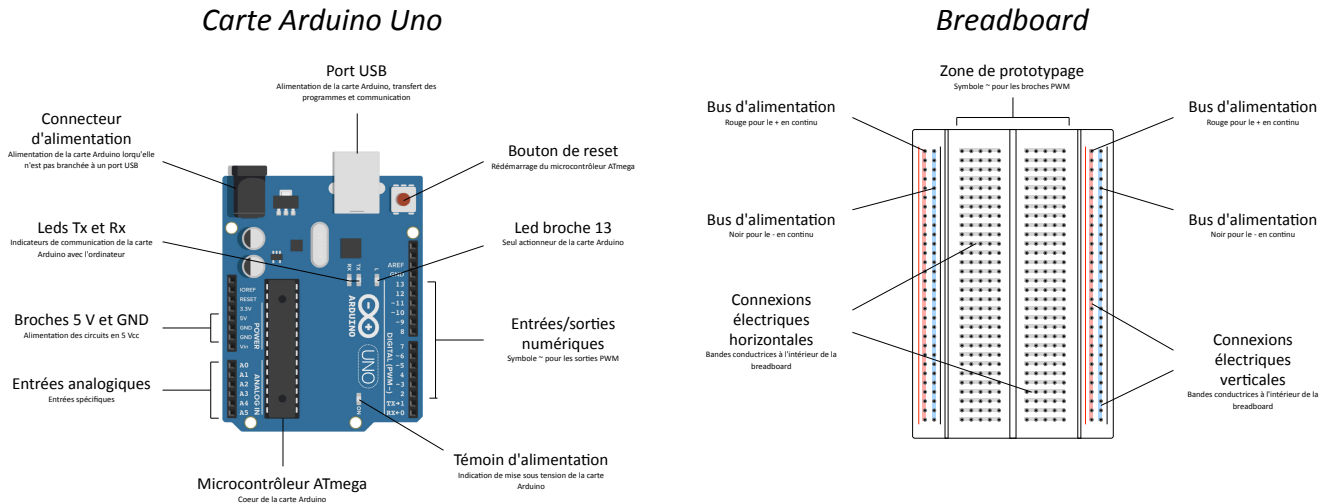 Carte Arduino Uno
Port USB
Alimentation de la carte Arduino, transfert des
programmes et communication
Connecteur
d'alimentation
Alimentation de la carte Arduino lorqu'elle
n'est pas branchée à un port USB
Bouton de reset
Rédémarrage du microcontrôleur ATmega
Leds Tx et Rx
Indicateurs de communication de la carte
Arduino avec l'ordinateur
Led broche 13
Seul actionneur de la carte Arduino
Broches 5 V et GND
Alimentation des circuits en 5 Vcc
Entrées/sorties
numériques
Symbole ~ pour les sorties PWM
Entrées analogiques
Entrées spécifiques
Témoin d'alimentation
Indication de mise sous tension de la carte
Arduino
Microcontrôleur ATmega
Coeur de la carte Arduino
RX
TX
L
AREF
GND
13
12
~11
~10
~9
8
7
~6
~5
4
~3
2
TX→1
RX←0
DIGITAL (PWM~)
ARDUINO
UNO
ON
IOREF
RESET
3.3V
5V
GND
GND
Vin
POWER
A0
A1
A2
A3
A4
A5
ANALOG IN
Breadboard
Zone de prototypage
Symbole ~ pour les broches PWM
Bus d'alimentation
Rouge pour le + en continu
Bus d'alimentation
Rouge pour le + en continu
Bus d'alimentation
Noir pour le - en continu
Bus d'alimentation
Noir pour le - en continu
Connexions
électriques
horizontales
Bandes conductrices à l'intérieur de la
breadboard
Connexions
électriques
verticales
Bandes conductrices à l'intérieur de la
breadboard